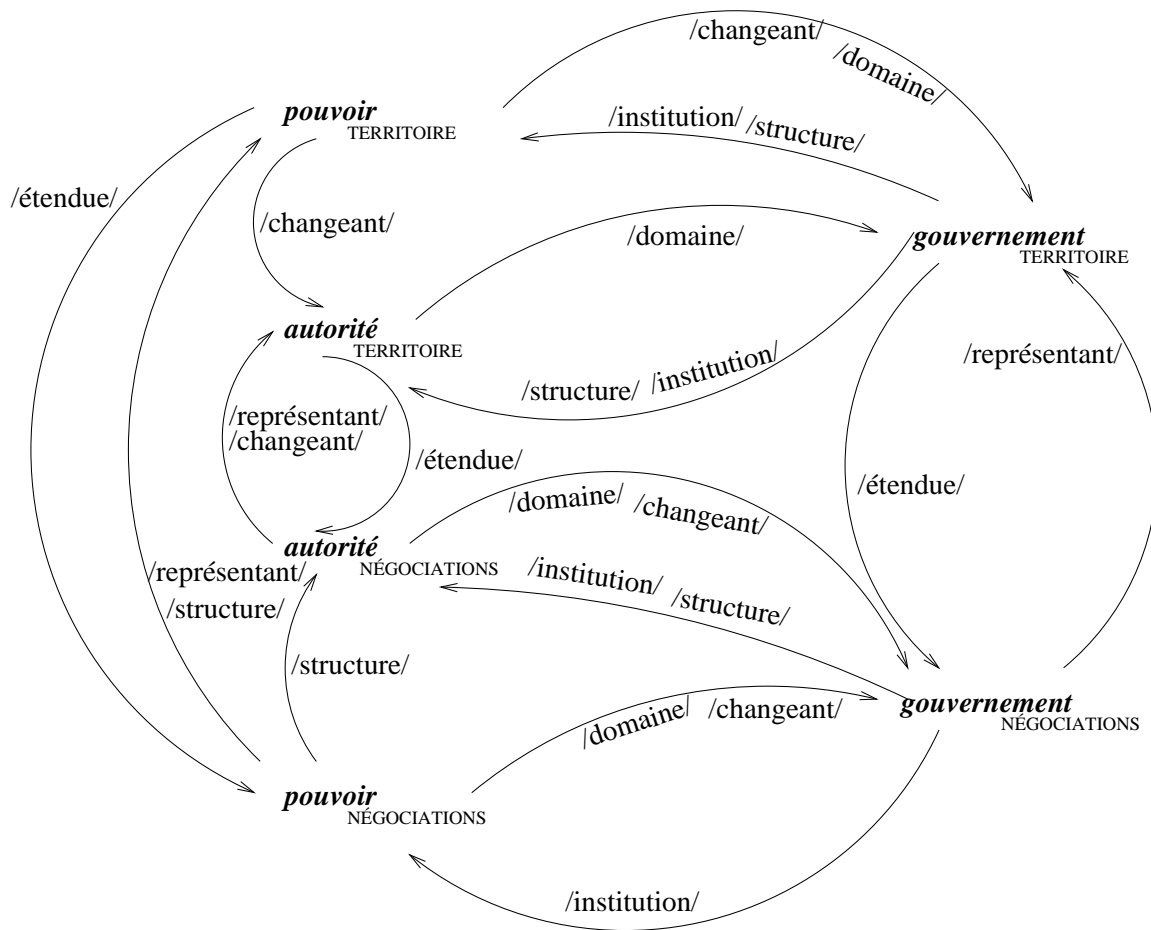 /changeant/
/domaine/
pouvoir
TERRITOIRE
/institution/ /structure/
/étendue/
/changeant/
/domaine/
gouvernement
TERRITOIRE
autorité
TERRITOIRE
/représentant/
/structure/ /institution/
/représentant/
/changeant/
/étendue/
/étendue/
/domaine/ /changeant/
autorité
NÉGOCIATIONS
/représentant/
/structure/
/institution/ /structure/
/structure/
gouvernement
NÉGOCIATIONS
/domaine/ /changeant/
pouvoir
NÉGOCIATIONS
/institution/